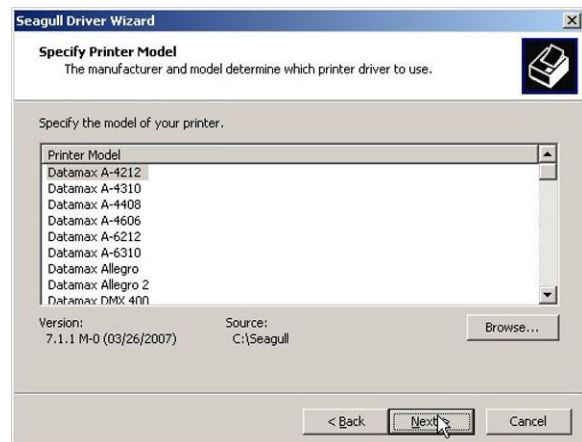 Seagull Driver Wizard
Specify Printer Model
The manufacturer and model determine which printer driver to use.
Specify the model of your printer.
Printer Model
Datamax A-4212
Datamax A-4310
Datamax A-4408
Datamax A-4606
Datamax A-6212
Datamax A-6310
Datamax Allegro
Datamax Allegro 2
Datamax DMX 400
Version: Source:
7.1.1 M-0 (03/26/2007) C:\Seagull
Browse...
< Back Next > Cancel